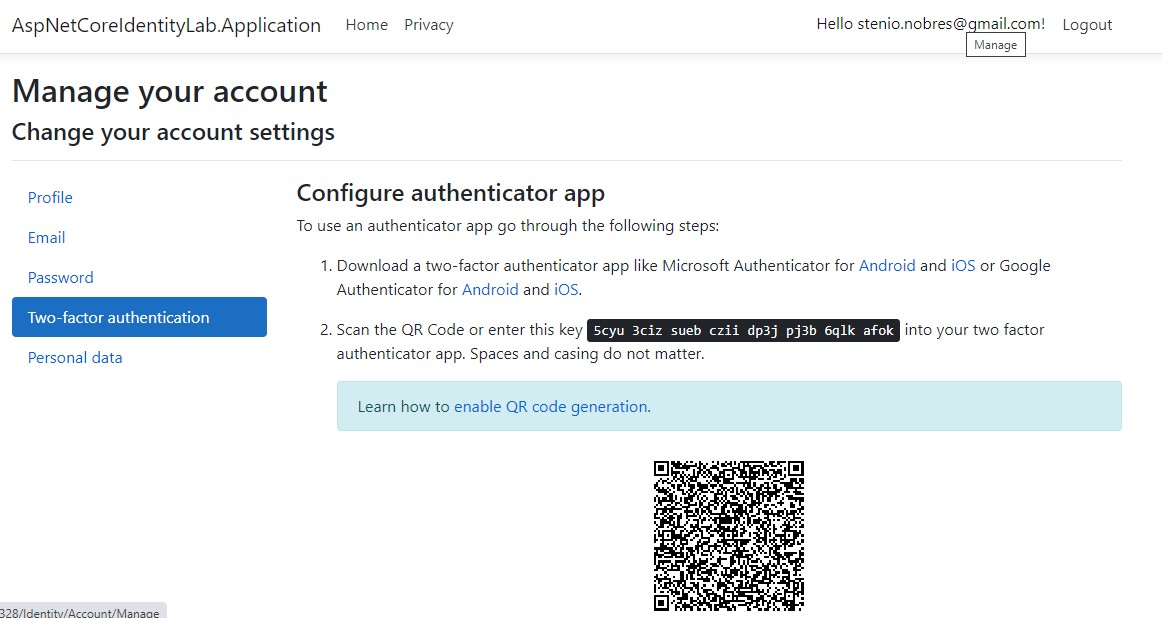 AspNetCoreIdentityLab.Application Home Privacy Hello stenio.nobres@gmail.com! Logout
Manage
Manage your account
Change your account settings
Profile
Email
Password
Two-factor authentication
Personal data
Configure authenticator app
To use an authenticator app go through the following steps:
1. Download a two-factor authenticator app like Microsoft Authenticator for Android and iOS or Google
Authenticator for Android and iOS.
2. Scan the QR Code or enter this key 5cyu 3ciz sueb czii dp3j pj3b 6qlk afok into your two factor
authenticator app. Spaces and casing do not matter.
Learn how to enable QR code generation.
328/Identity/Account/Manage